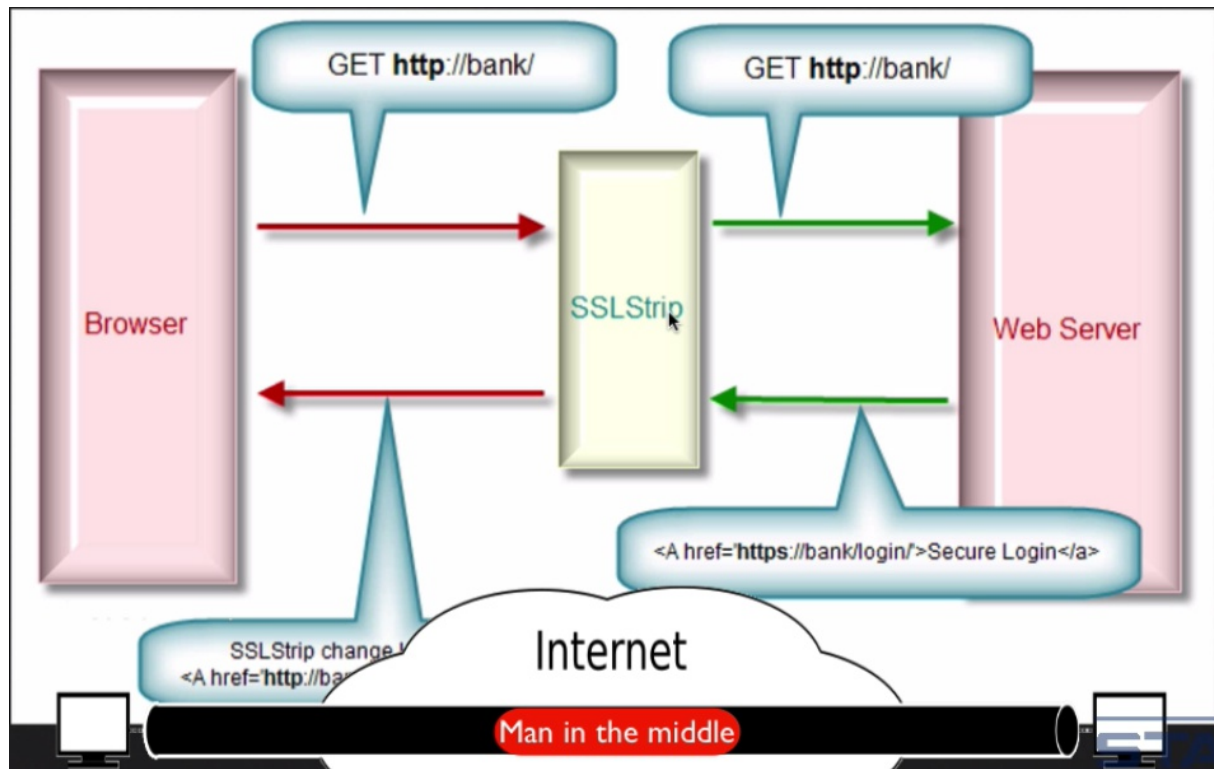 GET http://bank/
GET http://bank/
Browser
SSLStrip
Web Server
<A href='https://bank/login/'>Secure Login</a>
SSLStrip change
<A href='http://
Internet
Man in the middle